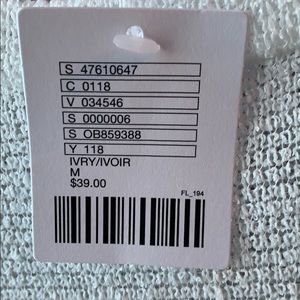 S 47610647
C 0118
V 034546
S 0000006
S OB859388
Y 118
IVRY/IVOIR
M
$39.00
FL_194